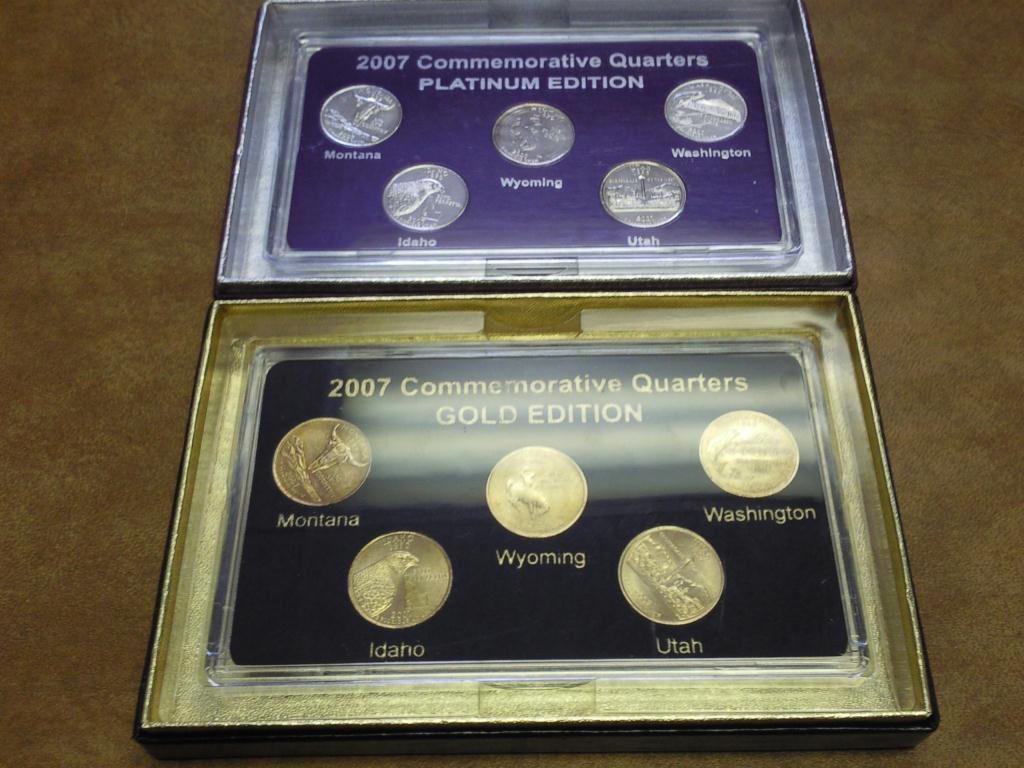 2007 Commemorative Quarters
PLATINUM EDITION
Montana
Wyoming
Washington
Idaho
Utah
2007 Commemorative Quarters
GOLD EDITION
Montana
Wyoming
Washington
Idaho
Utah